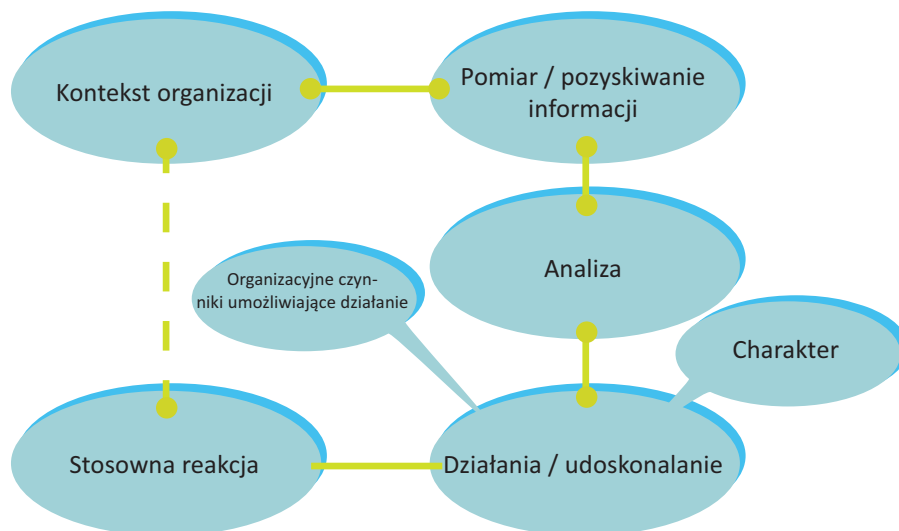 Kontekst organizacji
Pomiar / pozyskiwanie
informacji
Analiza
Organizacyjne czyn-
niki umożliwiające działanie
Charakter
Stosowna reakcja
Działania / udoskonalanie